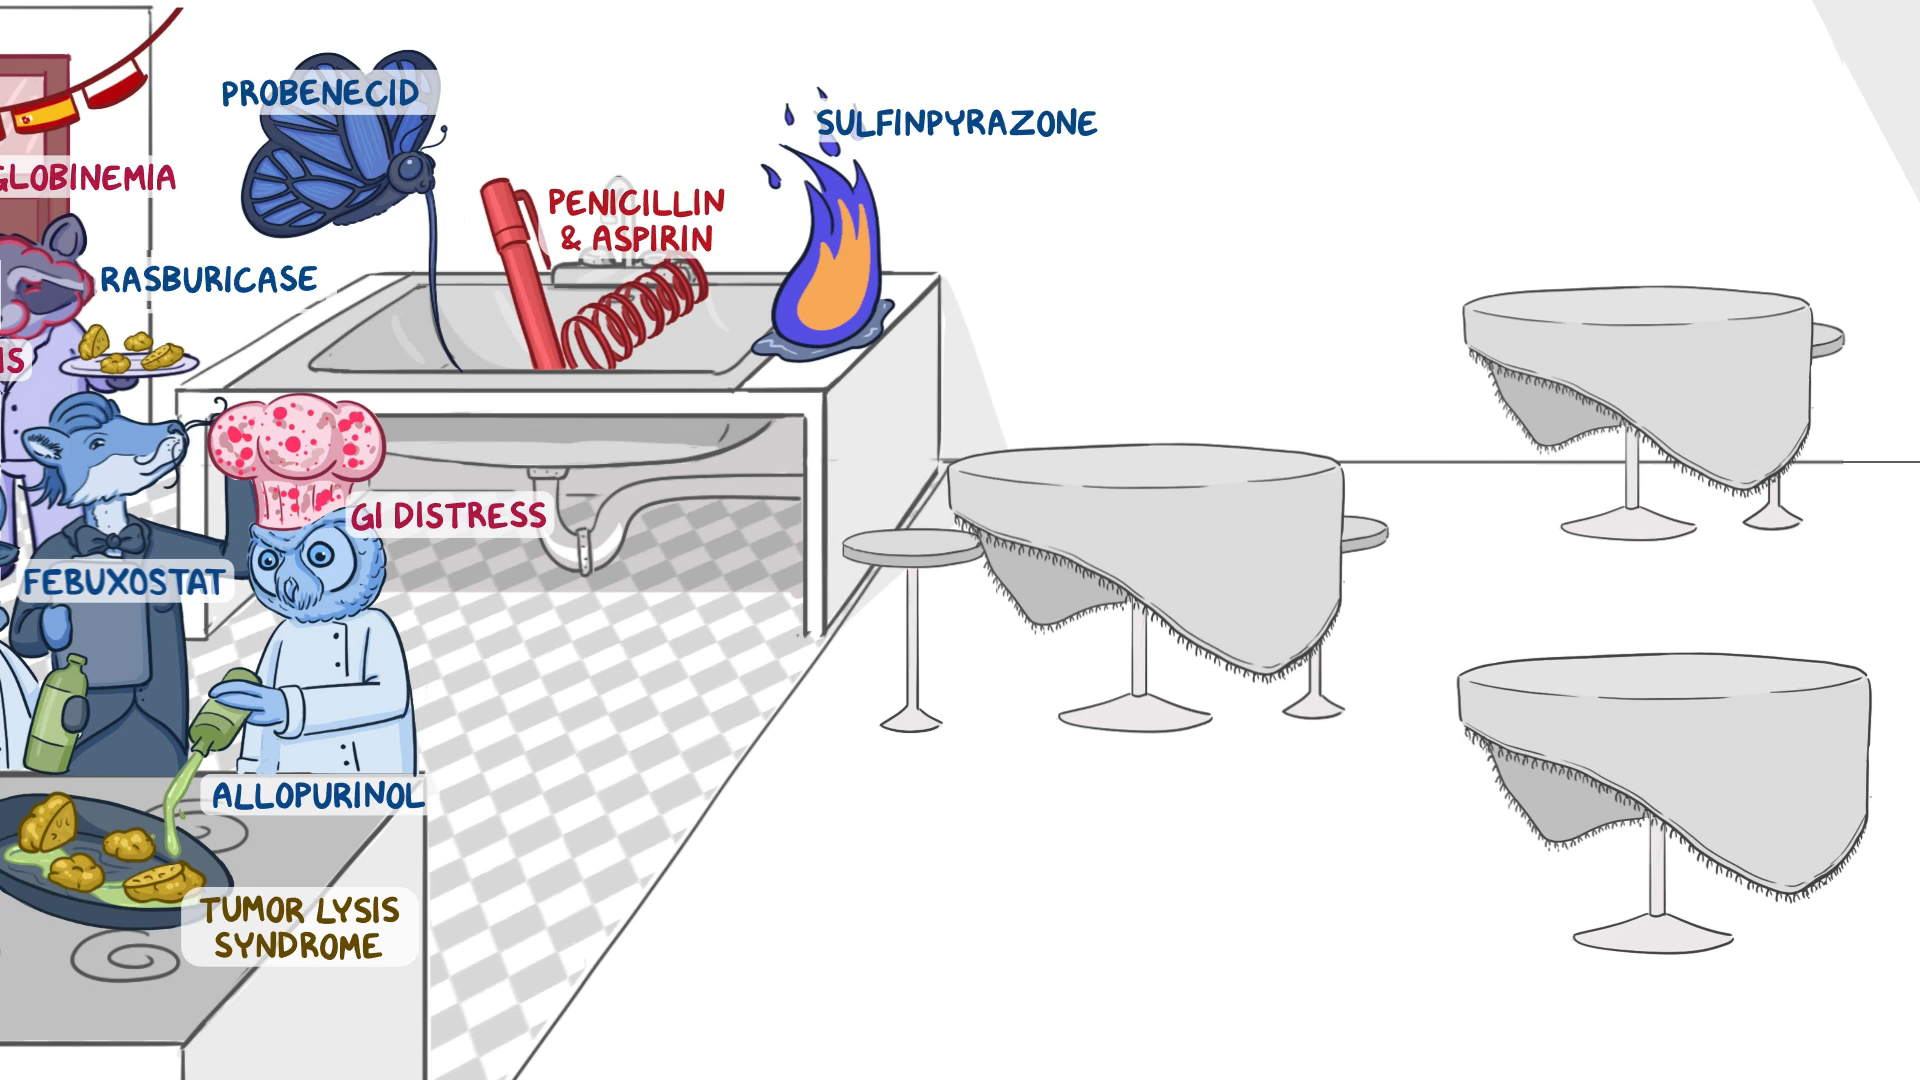 PROBENECID
SULFINPYRAZONE
GLOBINEMIA
PENICILLIN
& ASPIRIN
RASBURICASE
IS
GI DISTRESS
FEBUXOSTAT
ALLOPURINOL
TUMOR LYSIS
SYNDROME